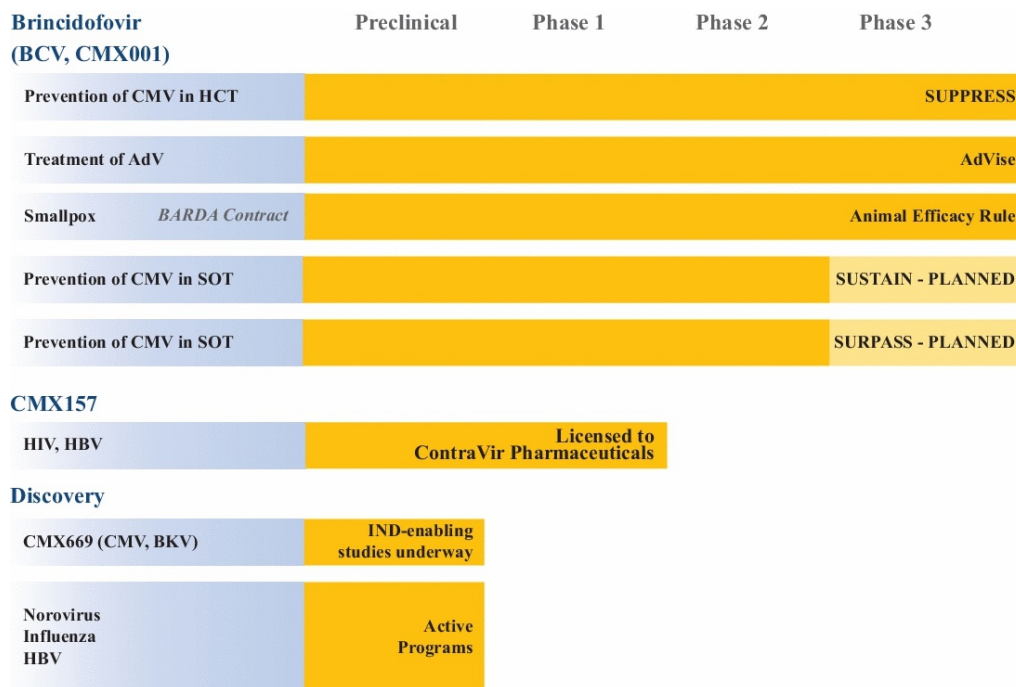 Brincidofovir Preclinical Phase 1 Phase 2 Phase 3
(BCV, CMX001)
Prevention of CMV in HCT SUPPRESS
Treatment of AdV AdVise
Smallpox BARDA Contract Animal Efficacy Rule
Prevention of CMV in SOT SUSTAIN - PLANNED
Prevention of CMV in SOT SURPASS - PLANNED
CMX157
HIV, HBV
Licensed to
ContraVir Pharmaceuticals
Discovery
CMX669 (CMV, BKV)
IND-enabling
studies underway
Norovirus
Influenza
HBV
Active
Programs